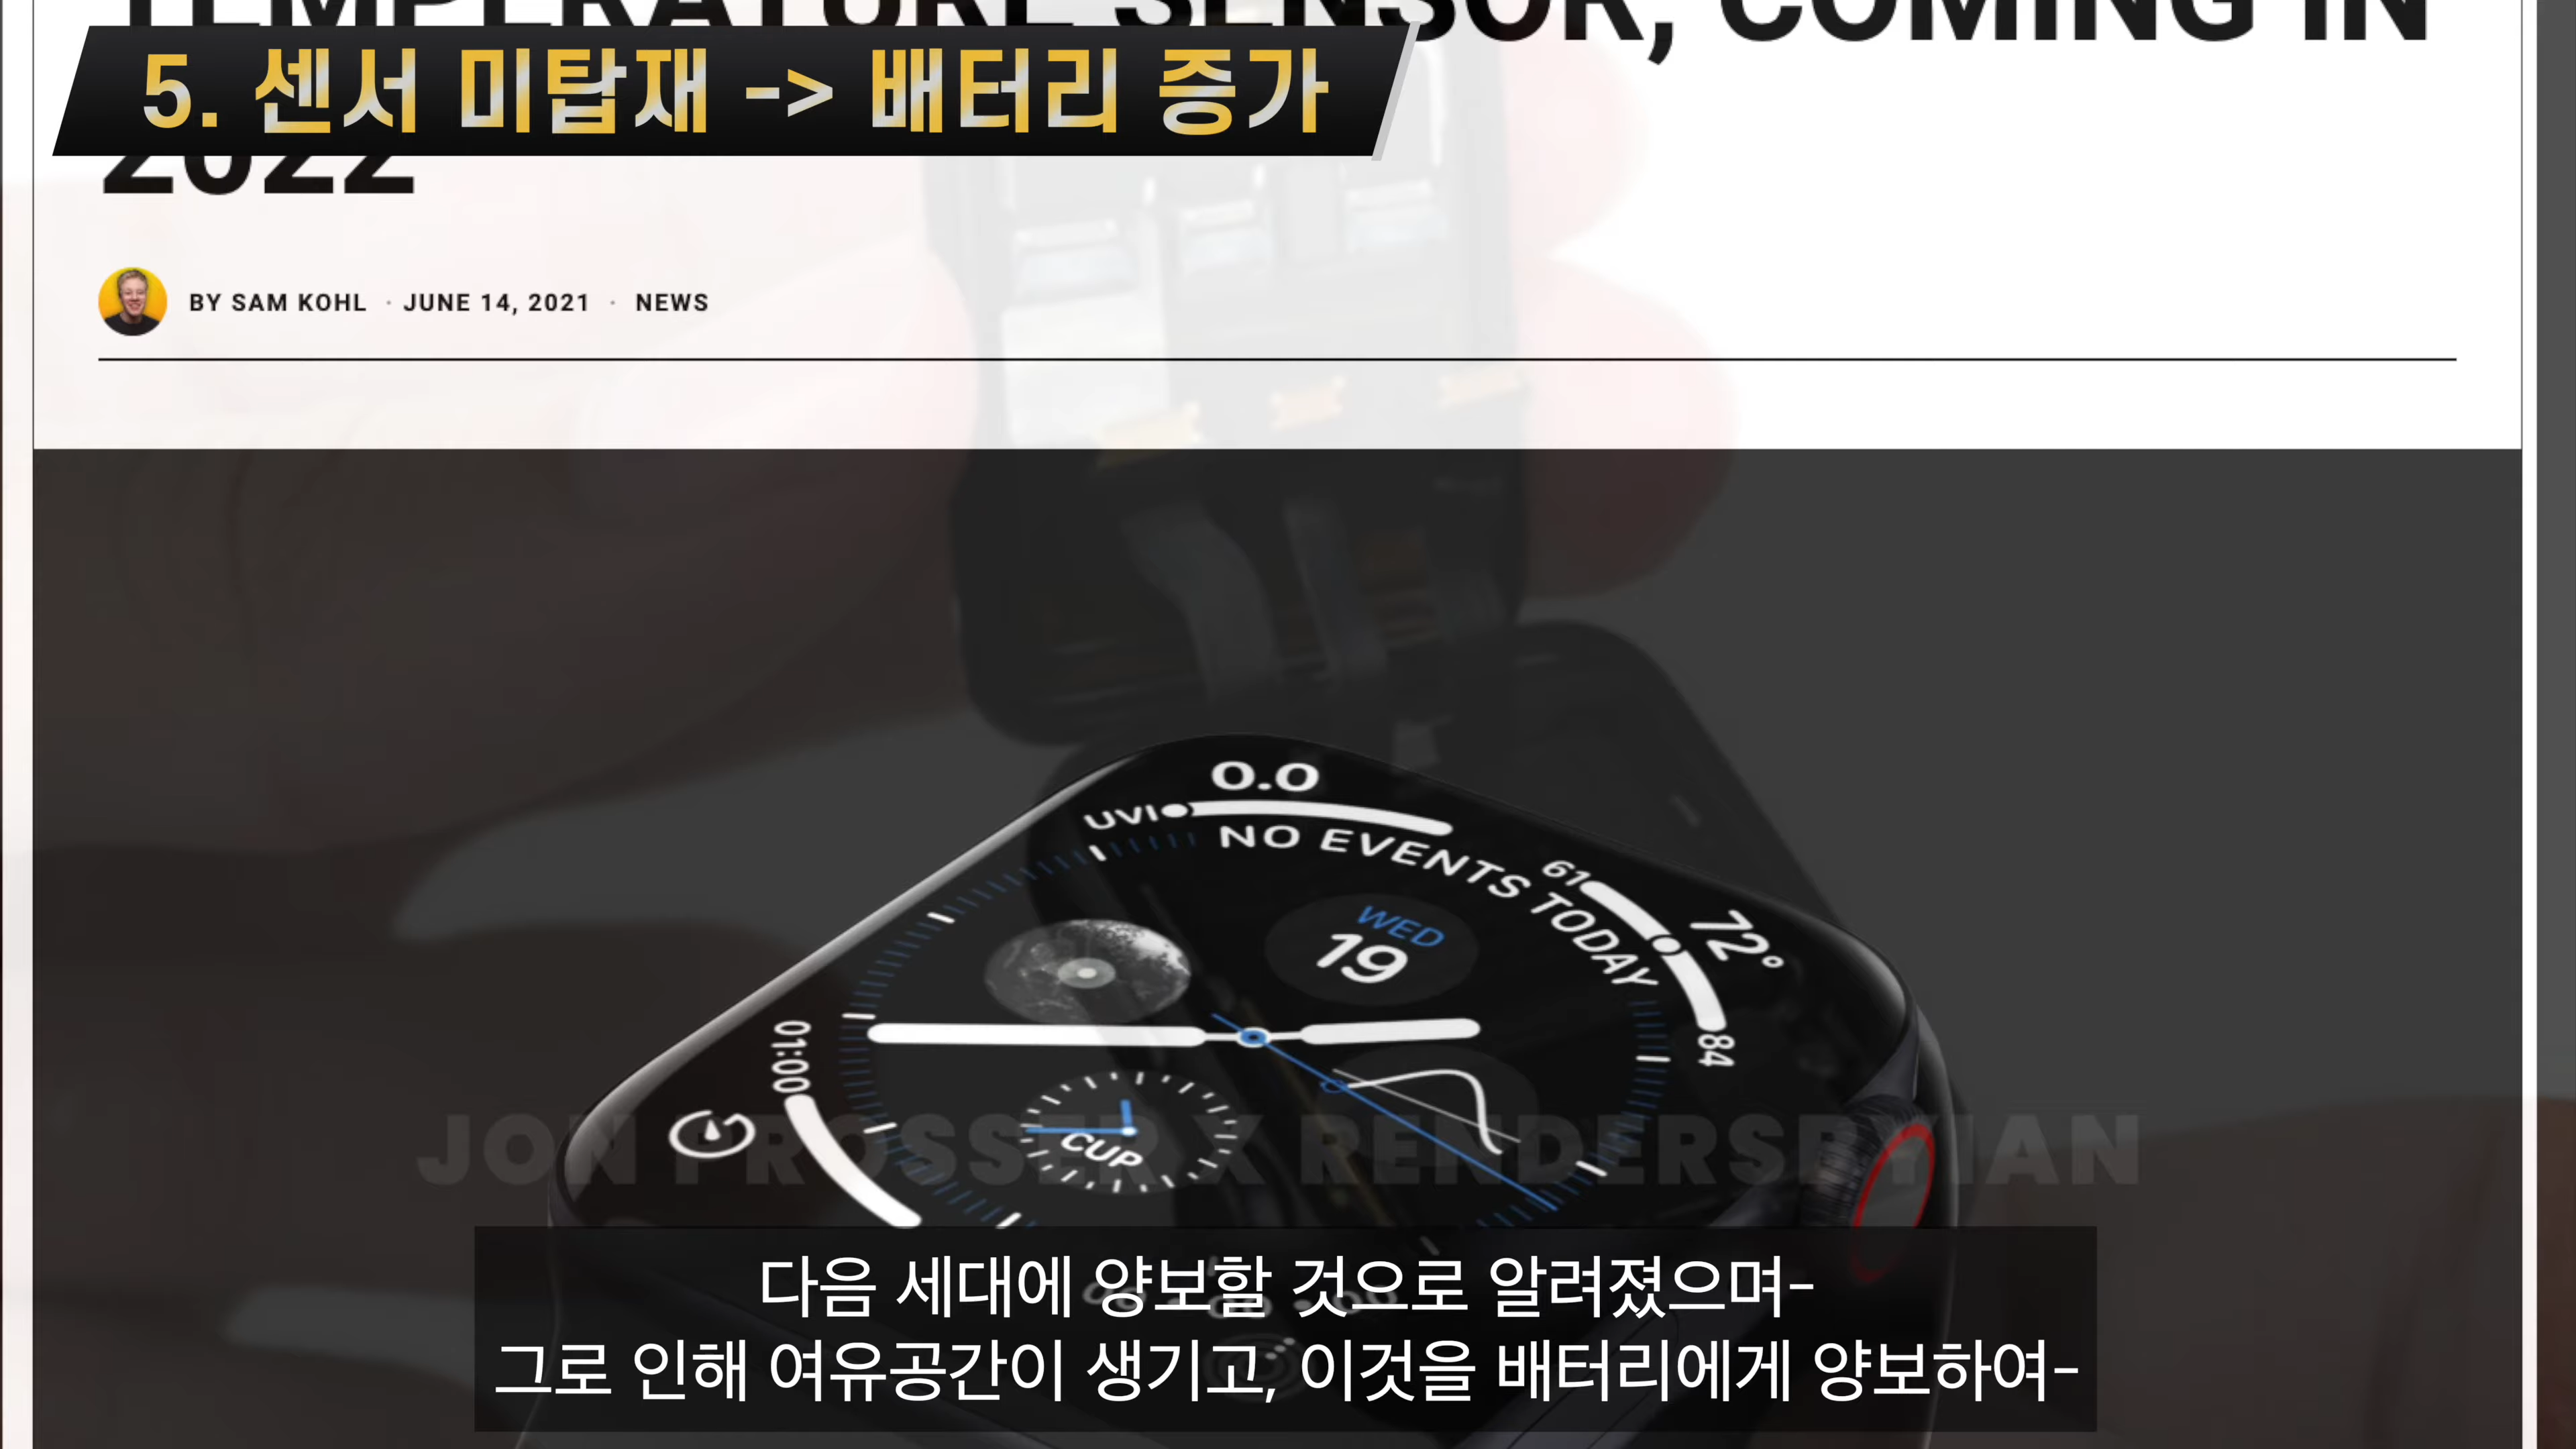 TEMPERATURE SENSOR, COMING IN
5. 센서 미탑재 -> 배터리 증가
2022
BY SAM KOHL · JUNE 14, 2021 · NEWS
0.0
UVI
NO EVENTS TODAY
61
72°
84
WED
19
01:00
CUP
JON PROSSER X RENDERSBYIAN
다음 세대에 양보할 것으로 알려졌으며-
그로 인해 여유공간이 생기고, 이것을 배터리에게 양보하여-